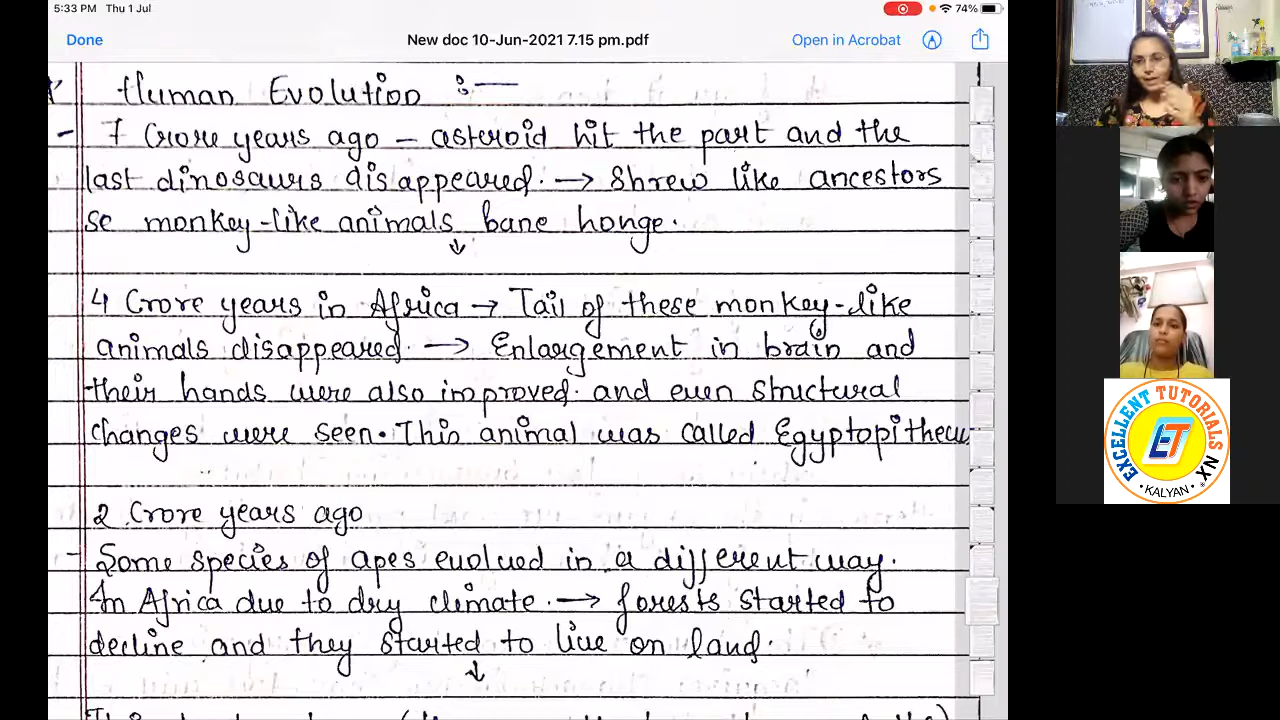 5:33 PM Thu 1 Jul
74%
Done
New doc 10-Jun-2021 7.15 pm.pdf
Open in Acrobat
Human Evolution :—
- 7 Crore years ago – asteroid hit the part and the
last dinosaurs disappeared. → Shrew like ancestors
se monkey-like animals bane honge.
↓
4 Crore years in Africa → Tail of these monkey-like
animals disappeared. → Enlargement in brain and
their hands were also improved. and even structural
changes were seen. This animal was called Egyptopithecus
2 Crore years ago
- Some species of apes evolved in a different way.
In Africa due to dry climate. → forests started to
decline and they started to live on land.
↓
EXCELLENT TUTORIALS NX
ET
• KALYAN •